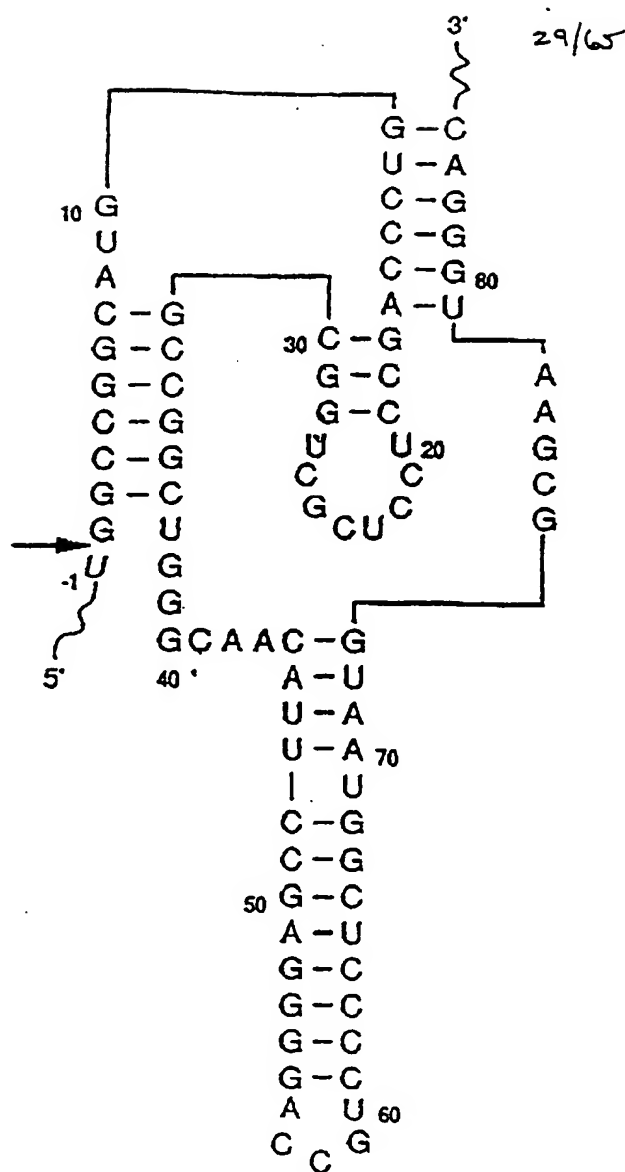 3' 29/65
G – C
U – A
10 G C – G
U C – G
A C – G 80
C – G A – U
G – C 30 C – G
G – C G – C A
C – G G – C A
C – G U U 20 G
G – C C C C
G U G C U C G
-1 U G
G
5' G C A A C – G
40 A – U
U – A
U – A 70
U
C – G
C – G
50 G – C
A – U
G – C
G – C
G – C
G – C
A U 60
C C G